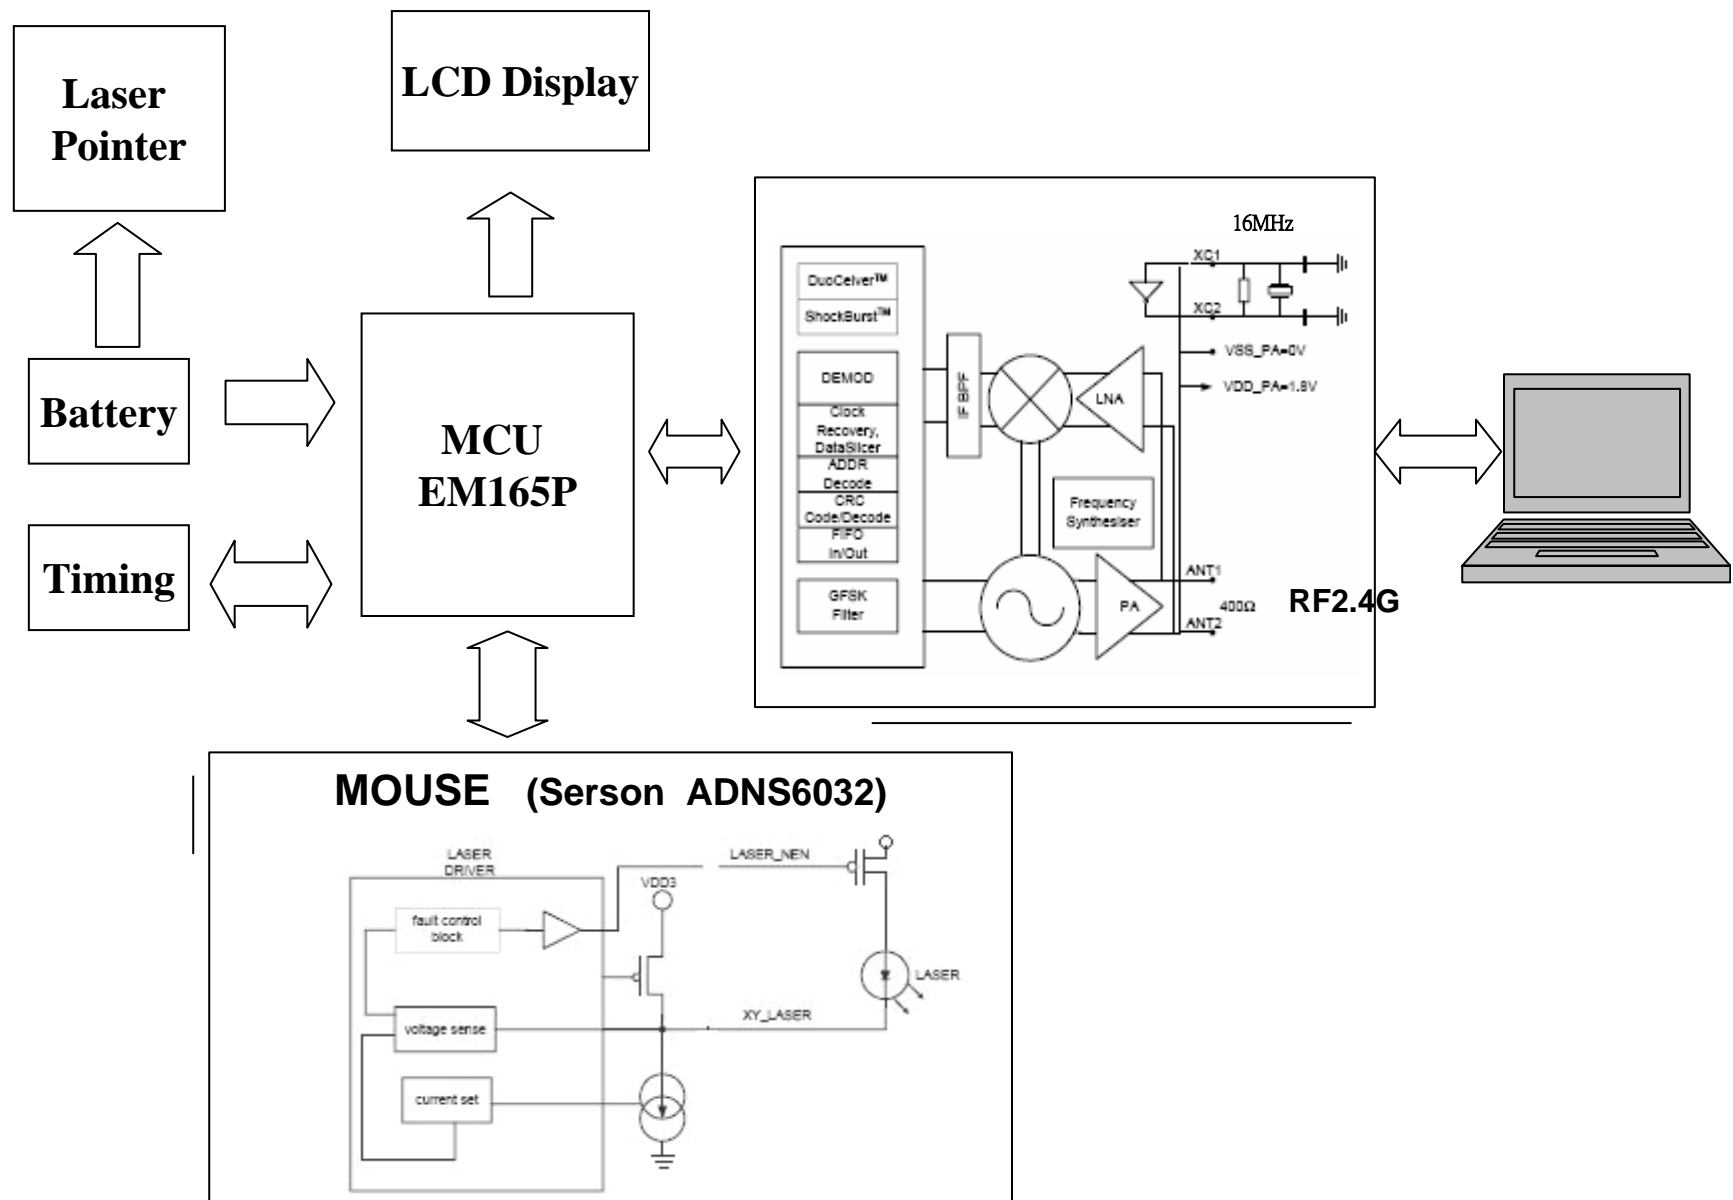 Laser
Pointer
LCD Display
Battery
MCU
EM165P
Timing
16MHz
XC1
XC2
VSS_PA=0V
VDD_PA=1.8V
DuoCeiver™
ShockBurst™
DEMOD
Clock
Recovery,
DataSlicer
ADDR
Decode
CRC
Code/Decode
FIFO
In/Out
GFSK
Filter
IF BPF
LNA
Frequency
Synthesiser
PA
ANT1
400Ω
ANT2
RF2.4G
MOUSE (Serson ADNS6032)
LASER
DRIVER
LASER_NEN
VDD3
fault control
block
voltage sense
current set
XY_LASER
LASER